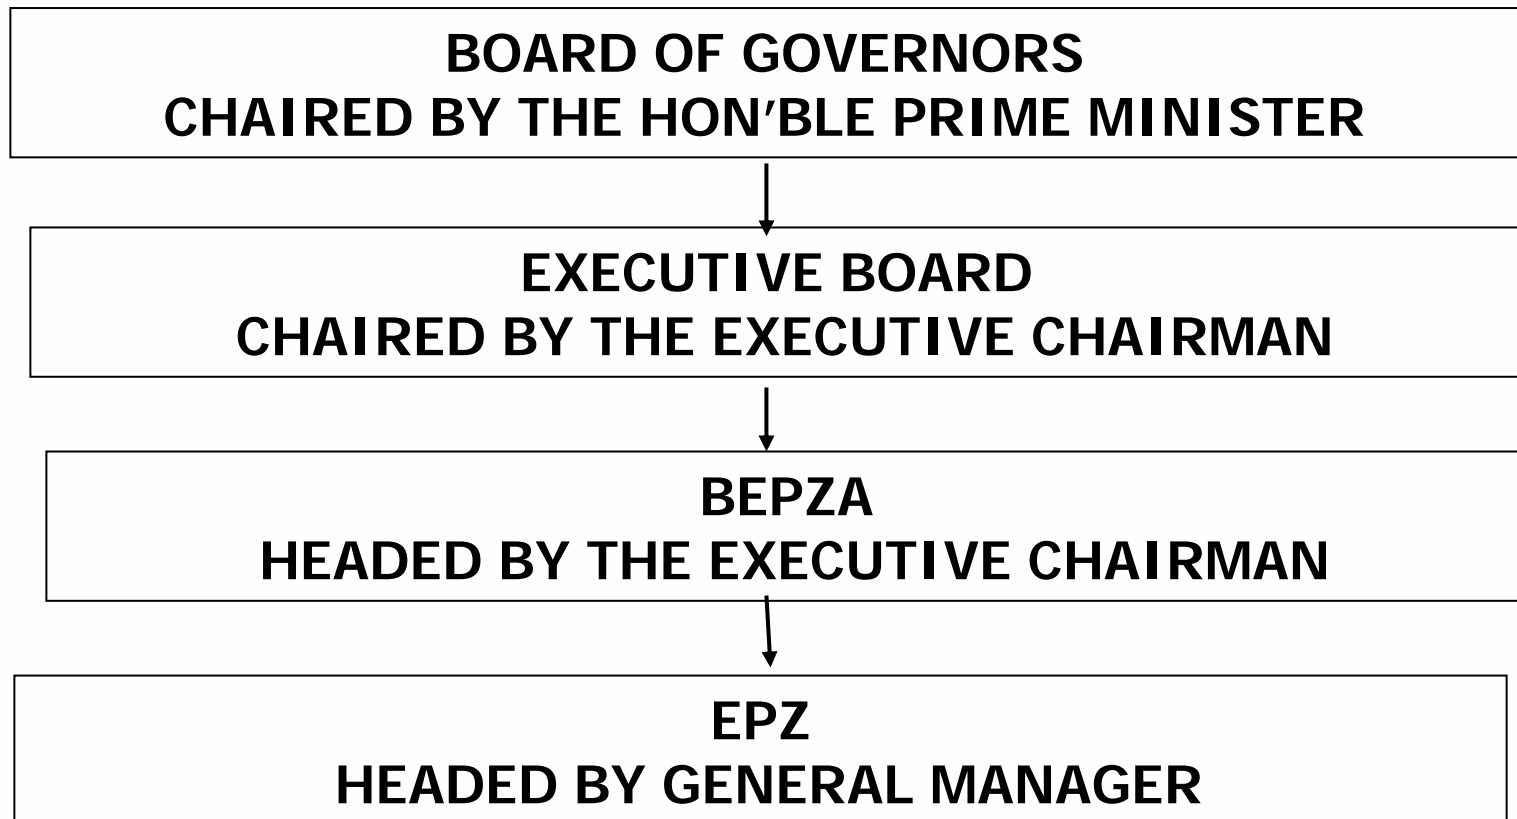 BOARD OF GOVERNORS
CHAIRED BY THE HON’BLE PRIME MINISTER
EXECUTIVE BOARD
CHAIRED BY THE EXECUTIVE CHAIRMAN
BEPZA
HEADED BY THE EXECUTIVE CHAIRMAN
EPZ
HEADED BY GENERAL MANAGER